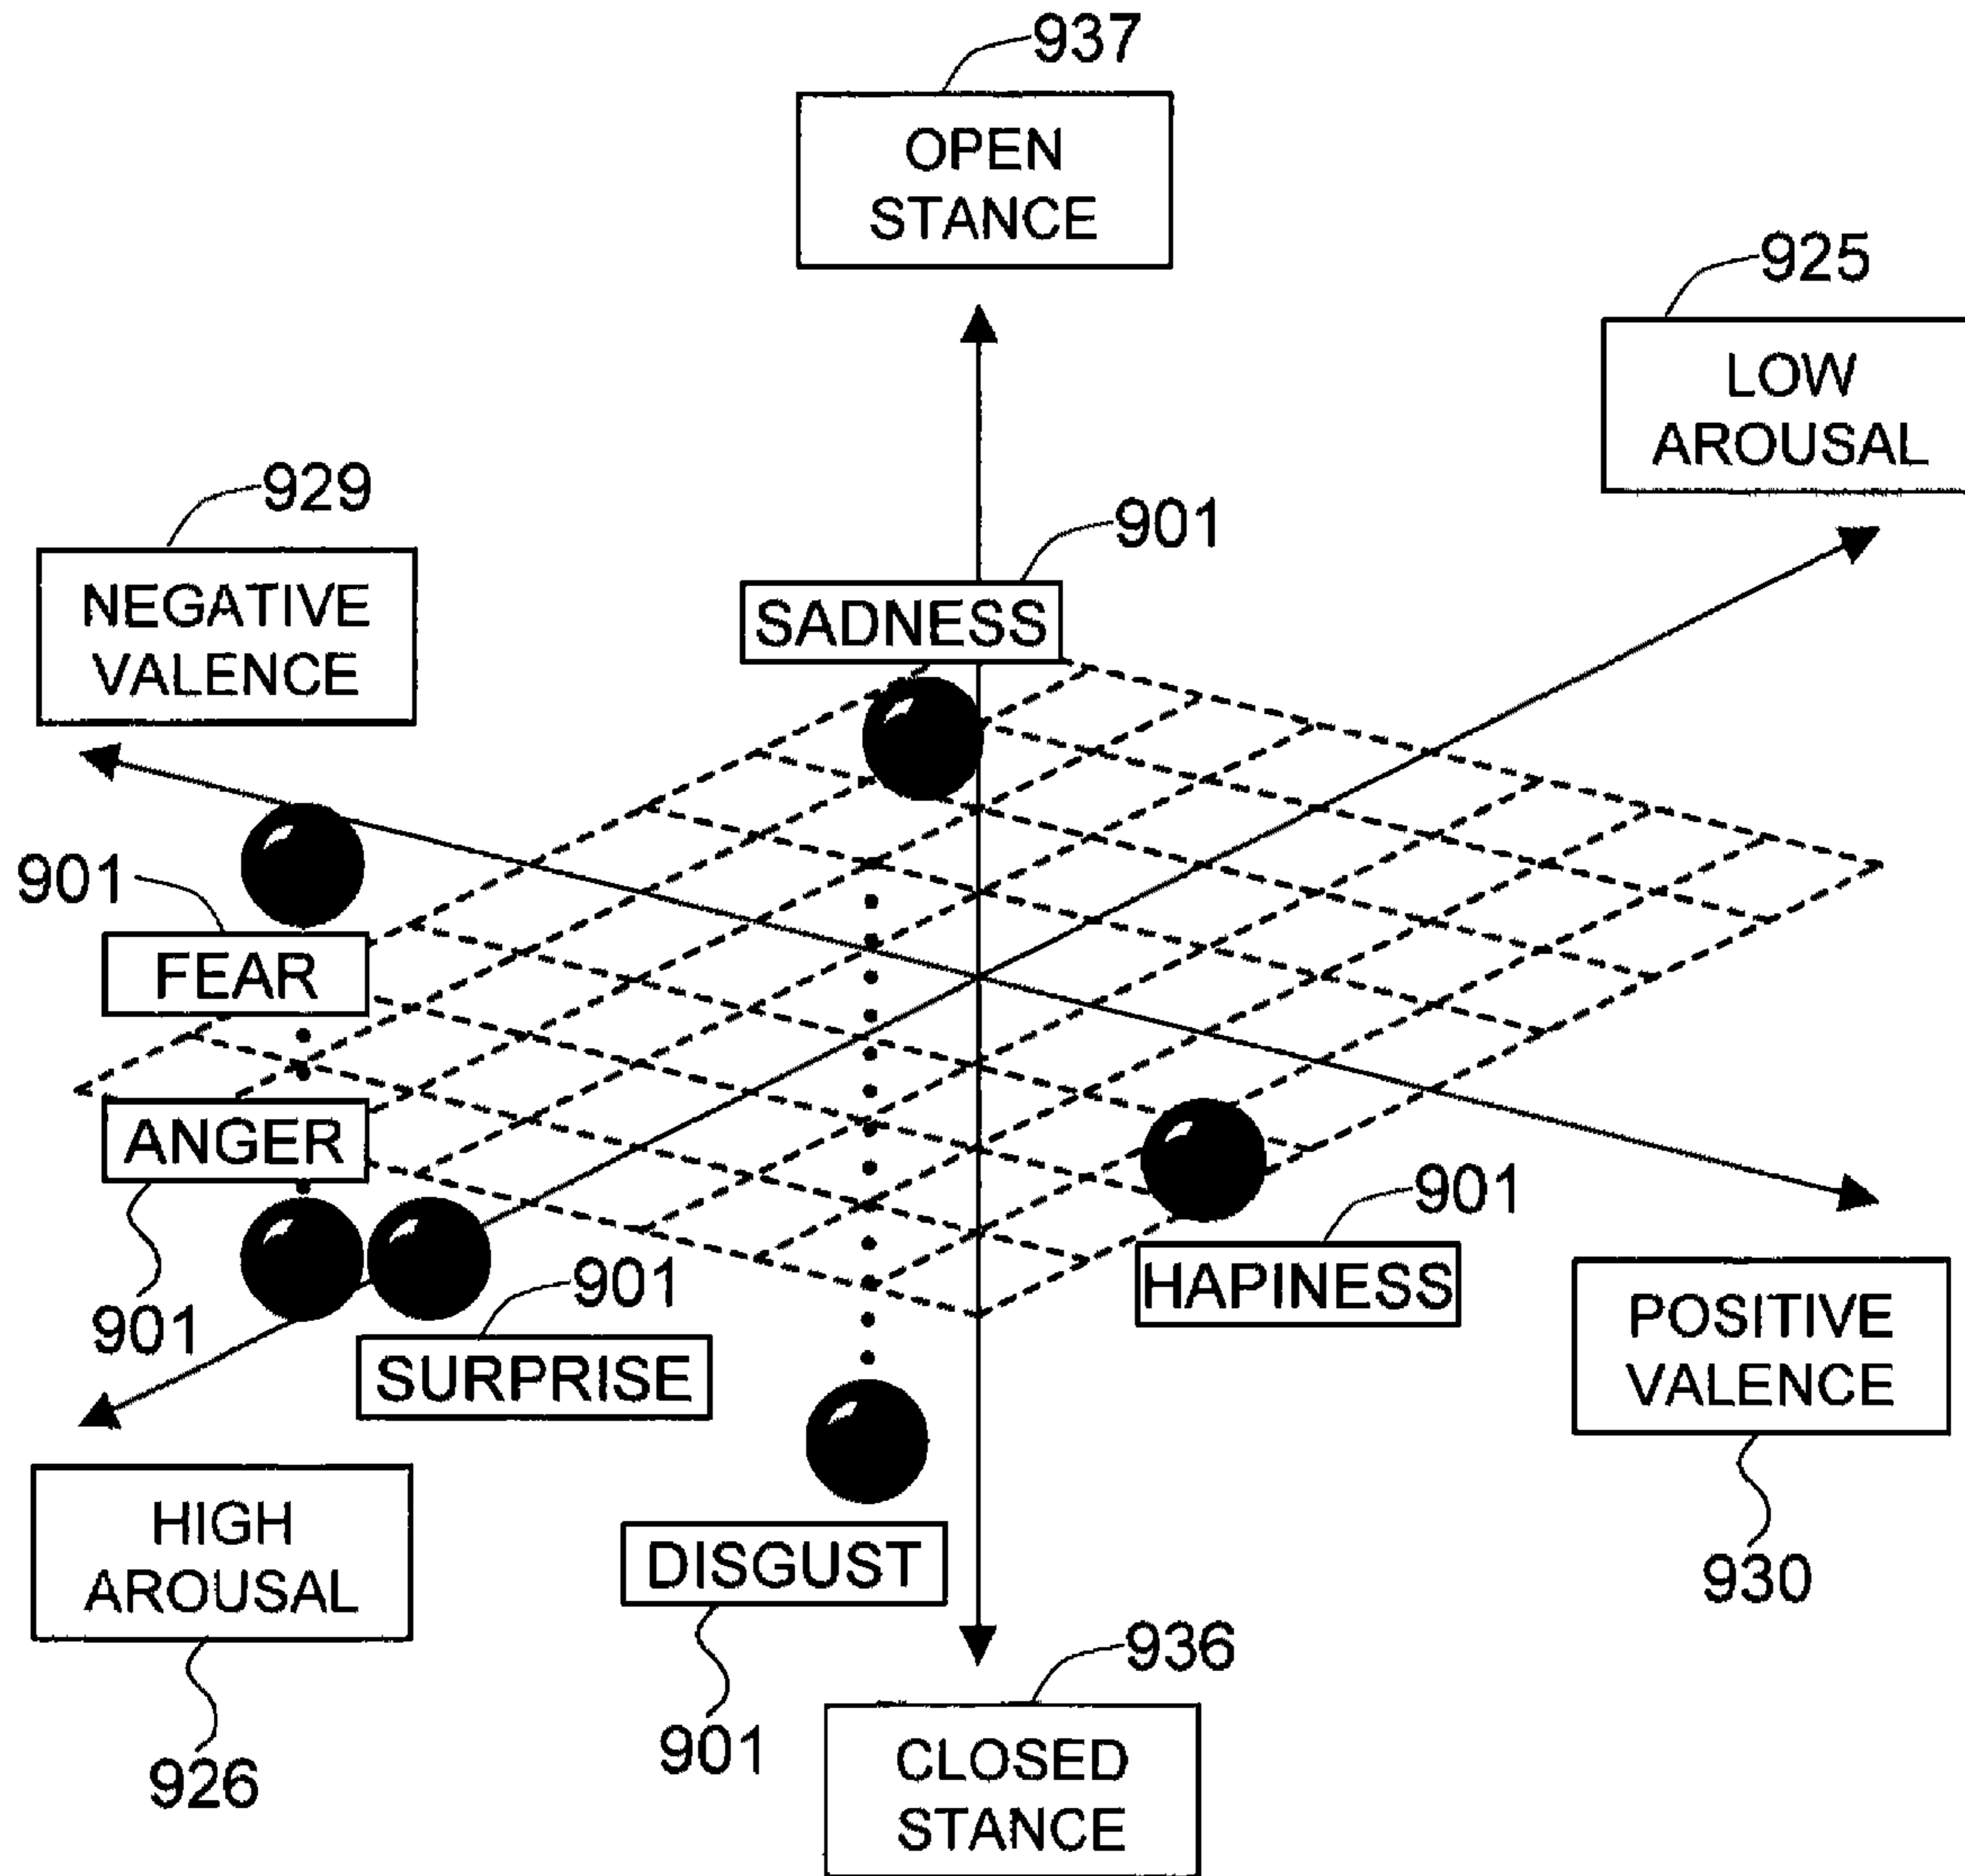 937
OPEN
STANCE
925
LOW
AROUSAL
929
NEGATIVE
VALENCE
901
SADNESS
901
FEAR
ANGER
901
901
HAPINESS
901
SURPRISE
POSITIVE
VALENCE
930
HIGH
AROUSAL
926
DISGUST
901
936
CLOSED
STANCE